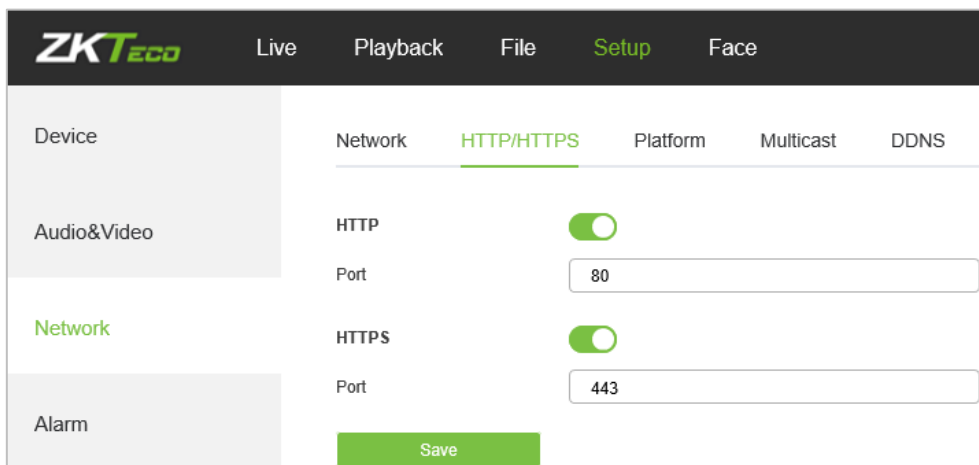 ZKTECO Live Playback File Setup Face
Device
Audio&Video
Network
Alarm
Network HTTP/HTTPS Platform Multicast DDNS
HTTP
Port 80
HTTPS
Port 443
Save